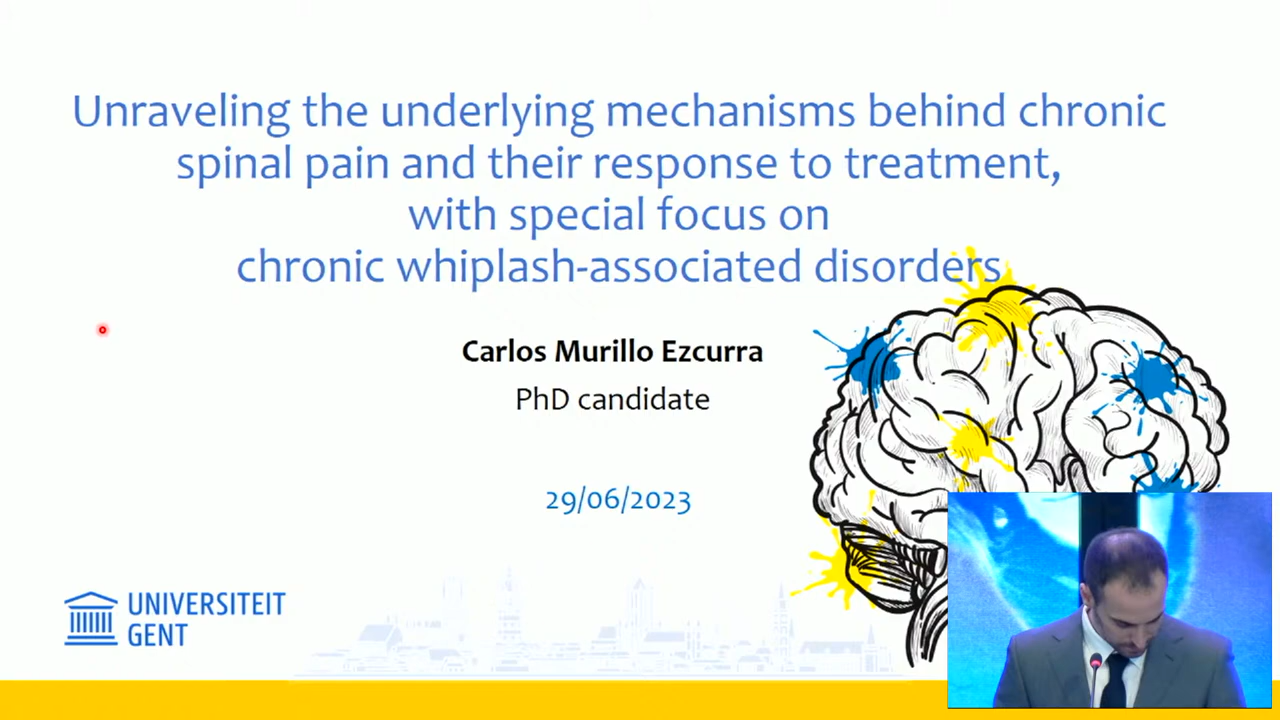 Unraveling the underlying mechanisms behind chronic
spinal pain and their response to treatment,
with special focus on
chronic whiplash-associated disorders
Carlos Murillo Ezcurra
PhD candidate
29/06/2023
UNIVERSITEIT
GENT